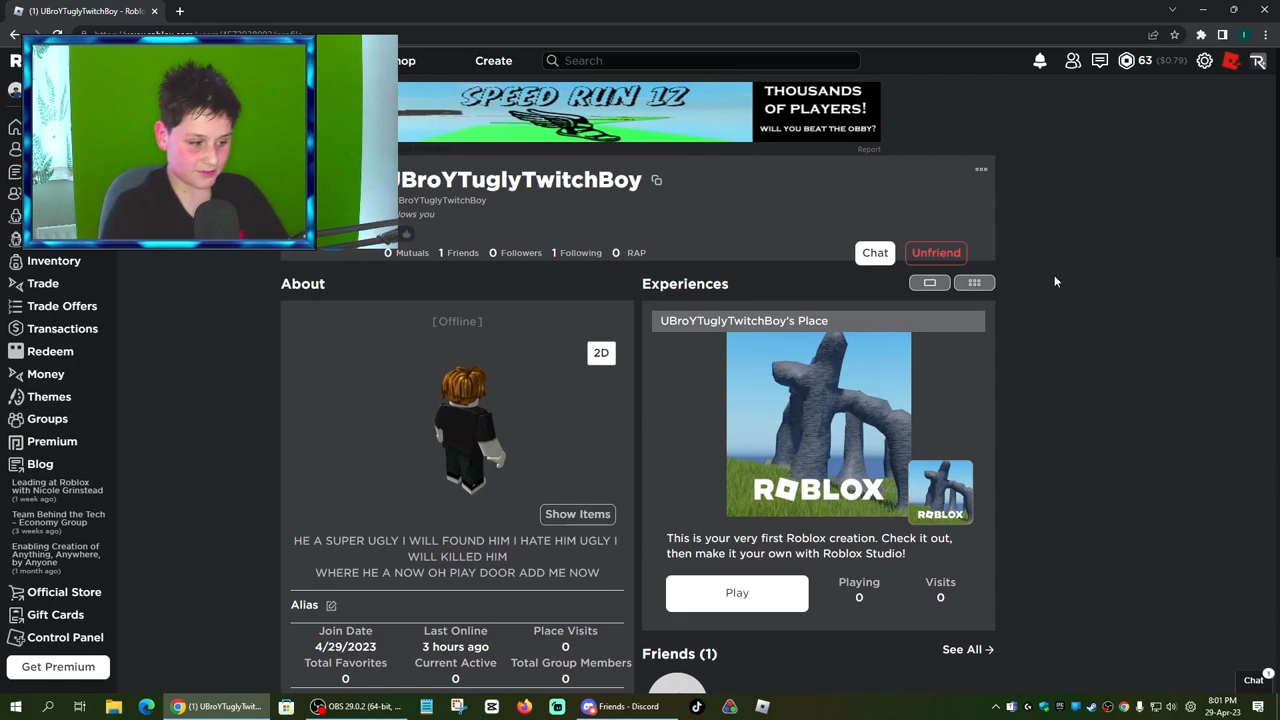 (1) UBroYTuglyTwitchBoy - Roblo
op
Create
Search
63 ($0.79)
SPEED RUN 12
THOUSANDS
OF PLAYERS!
WILL YOU BEAT THE OBBY?
Report
UBroYTuglyTwitchBoy
BroYTuglyTwitchBoy
lows you
0 Mutuals 1 Friends 0 Followers 1 Following 0 RAP
Chat
Unfriend
Inventory
Trade
Trade Offers
Transactions
Redeem
Money
Themes
Groups
Premium
Blog
Leading at Roblox
with Nicole Grinstead
(1 week ago)
Team Behind the Tech
– Economy Group
(3 weeks ago)
Enabling Creation of
Anything, Anywhere,
by Anyone
(1 month ago)
Official Store
Gift Cards
Control Panel
Get Premium
About
[Offline]
2D
Show Items
HE A SUPER UGLY I WILL FOUND HIM I HATE HIM UGLY I
WILL KILLED HIM
WHERE HE A NOW OH PIAY DOOR ADD ME NOW
Alias
Join Date
4/29/2023
Last Online
3 hours ago
Place Visits
0
Total Favorites
0
Current Active
0
Total Group Members
0
Experiences
UBroYTuglyTwitchBoy's Place
ROBLOX
ROBLOX
This is your very first Roblox creation. Check it out,
then make it your own with Roblox Studio!
Play
Playing
0
Visits
0
Friends (1)
See All →
Chat 1
(1) UBroYTuglyTwit...
OBS 29.0.2 (64-bit, ...
Friends - Discord
8:01 PM
29-Apr-23